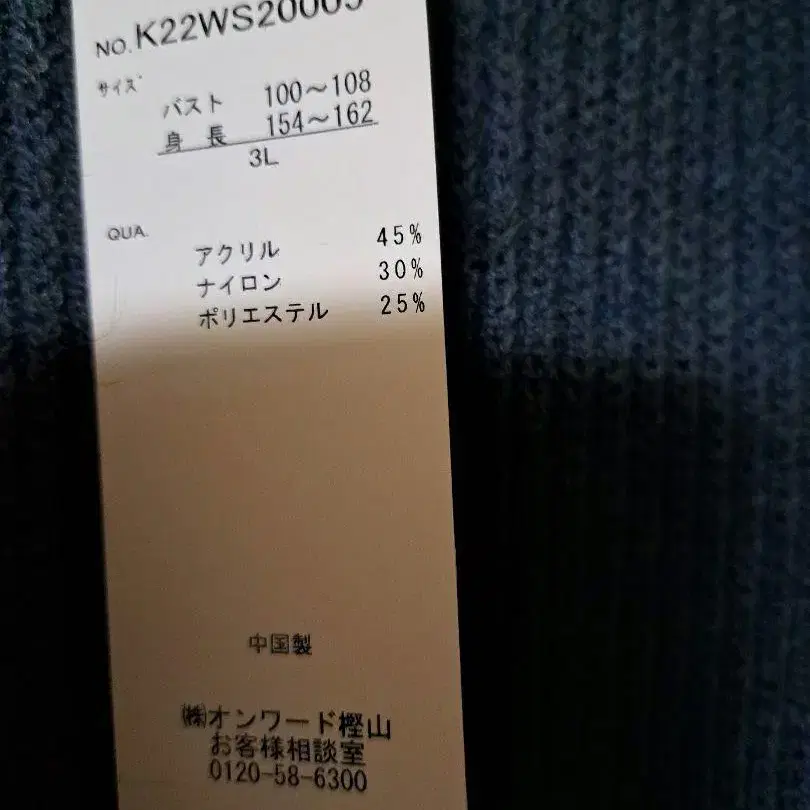 NO. K22WS20005
サイズ
バスト 100～108
身長 154～162
3L
QUA.
アクリル 45%
ナイロン 30%
ポリエステル 25%
中国製
㈱オンワード樫山
お客様相談室
0120-58-6300